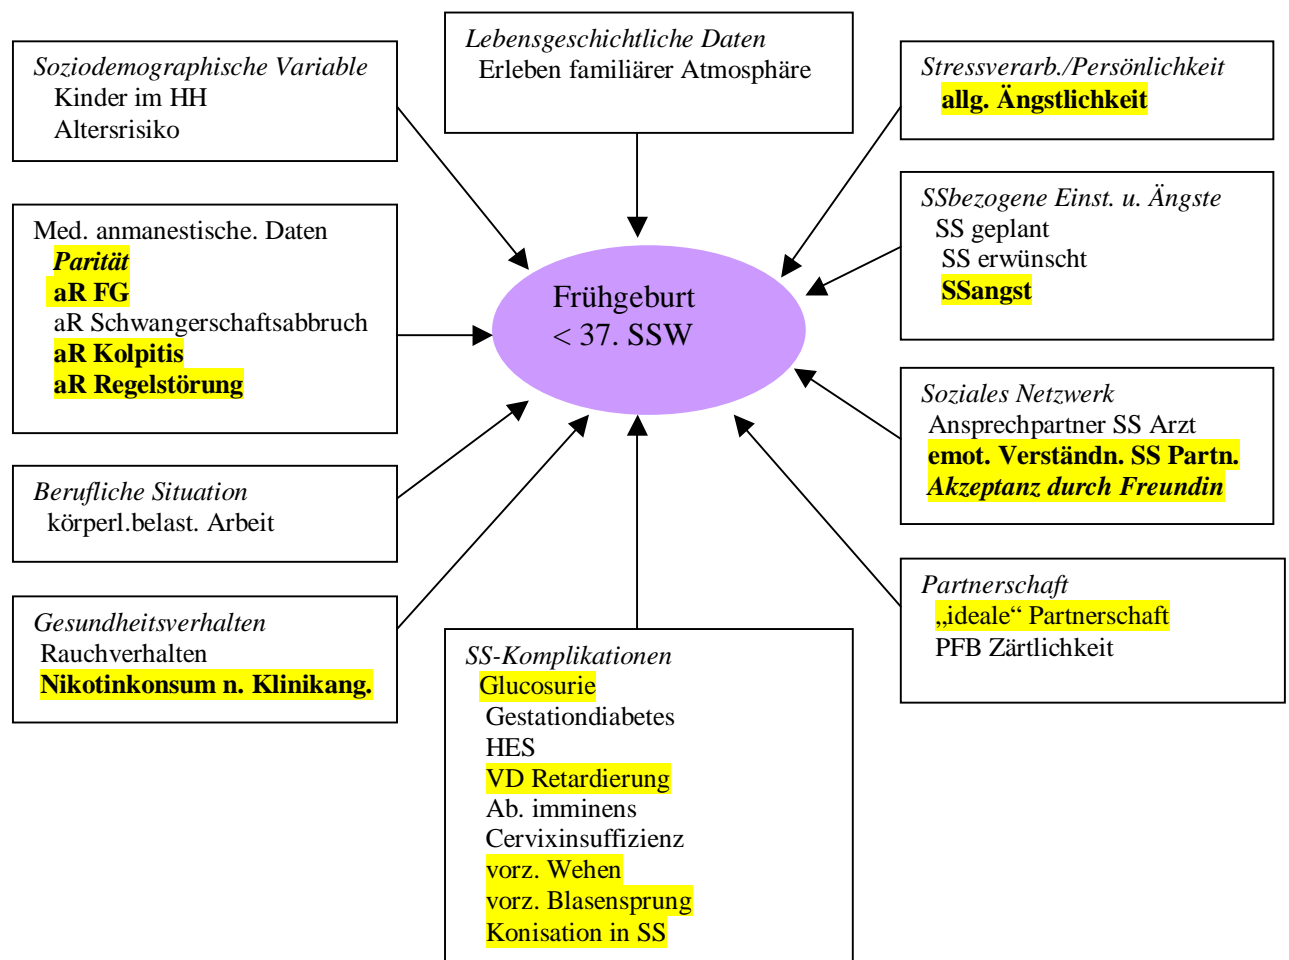 Soziodemographische Variable
Kinder im HH
Altersrisiko
Lebensgeschichtliche Daten
Erleben familiärer Atmosphäre
Stressverarb./Persönlichkeit
allg. Ängstlichkeit
Med. anmanestische. Daten
Parität
aR FG
aR Schwangerschaftsabbruch
aR Kolpitis
aR Regelstörung
Frühgeburt
< 37. SSW
SSbezogene Einst. u. Ängste
SS geplant
SS erwünscht
SSangst
Soziales Netzwerk
Ansprechpartner SS Arzt
emot. Verständn. SS Partn.
Akzeptanz durch Freundin
Berufliche Situation
körperl.belast. Arbeit
Gesundheitsverhalten
Rauchverhalten
Nikotinkonsum n. Klinikang.
SS-Komplikationen
Glucosurie
Gestationdiabetes
HES
VD Retardierung
Ab. imminens
Cervixinsuffizienz
vorz. Wehen
vorz. Blasensprung
Konisation in SS
Partnerschaft
„ideale“ Partnerschaft
PFB Zärtlichkeit